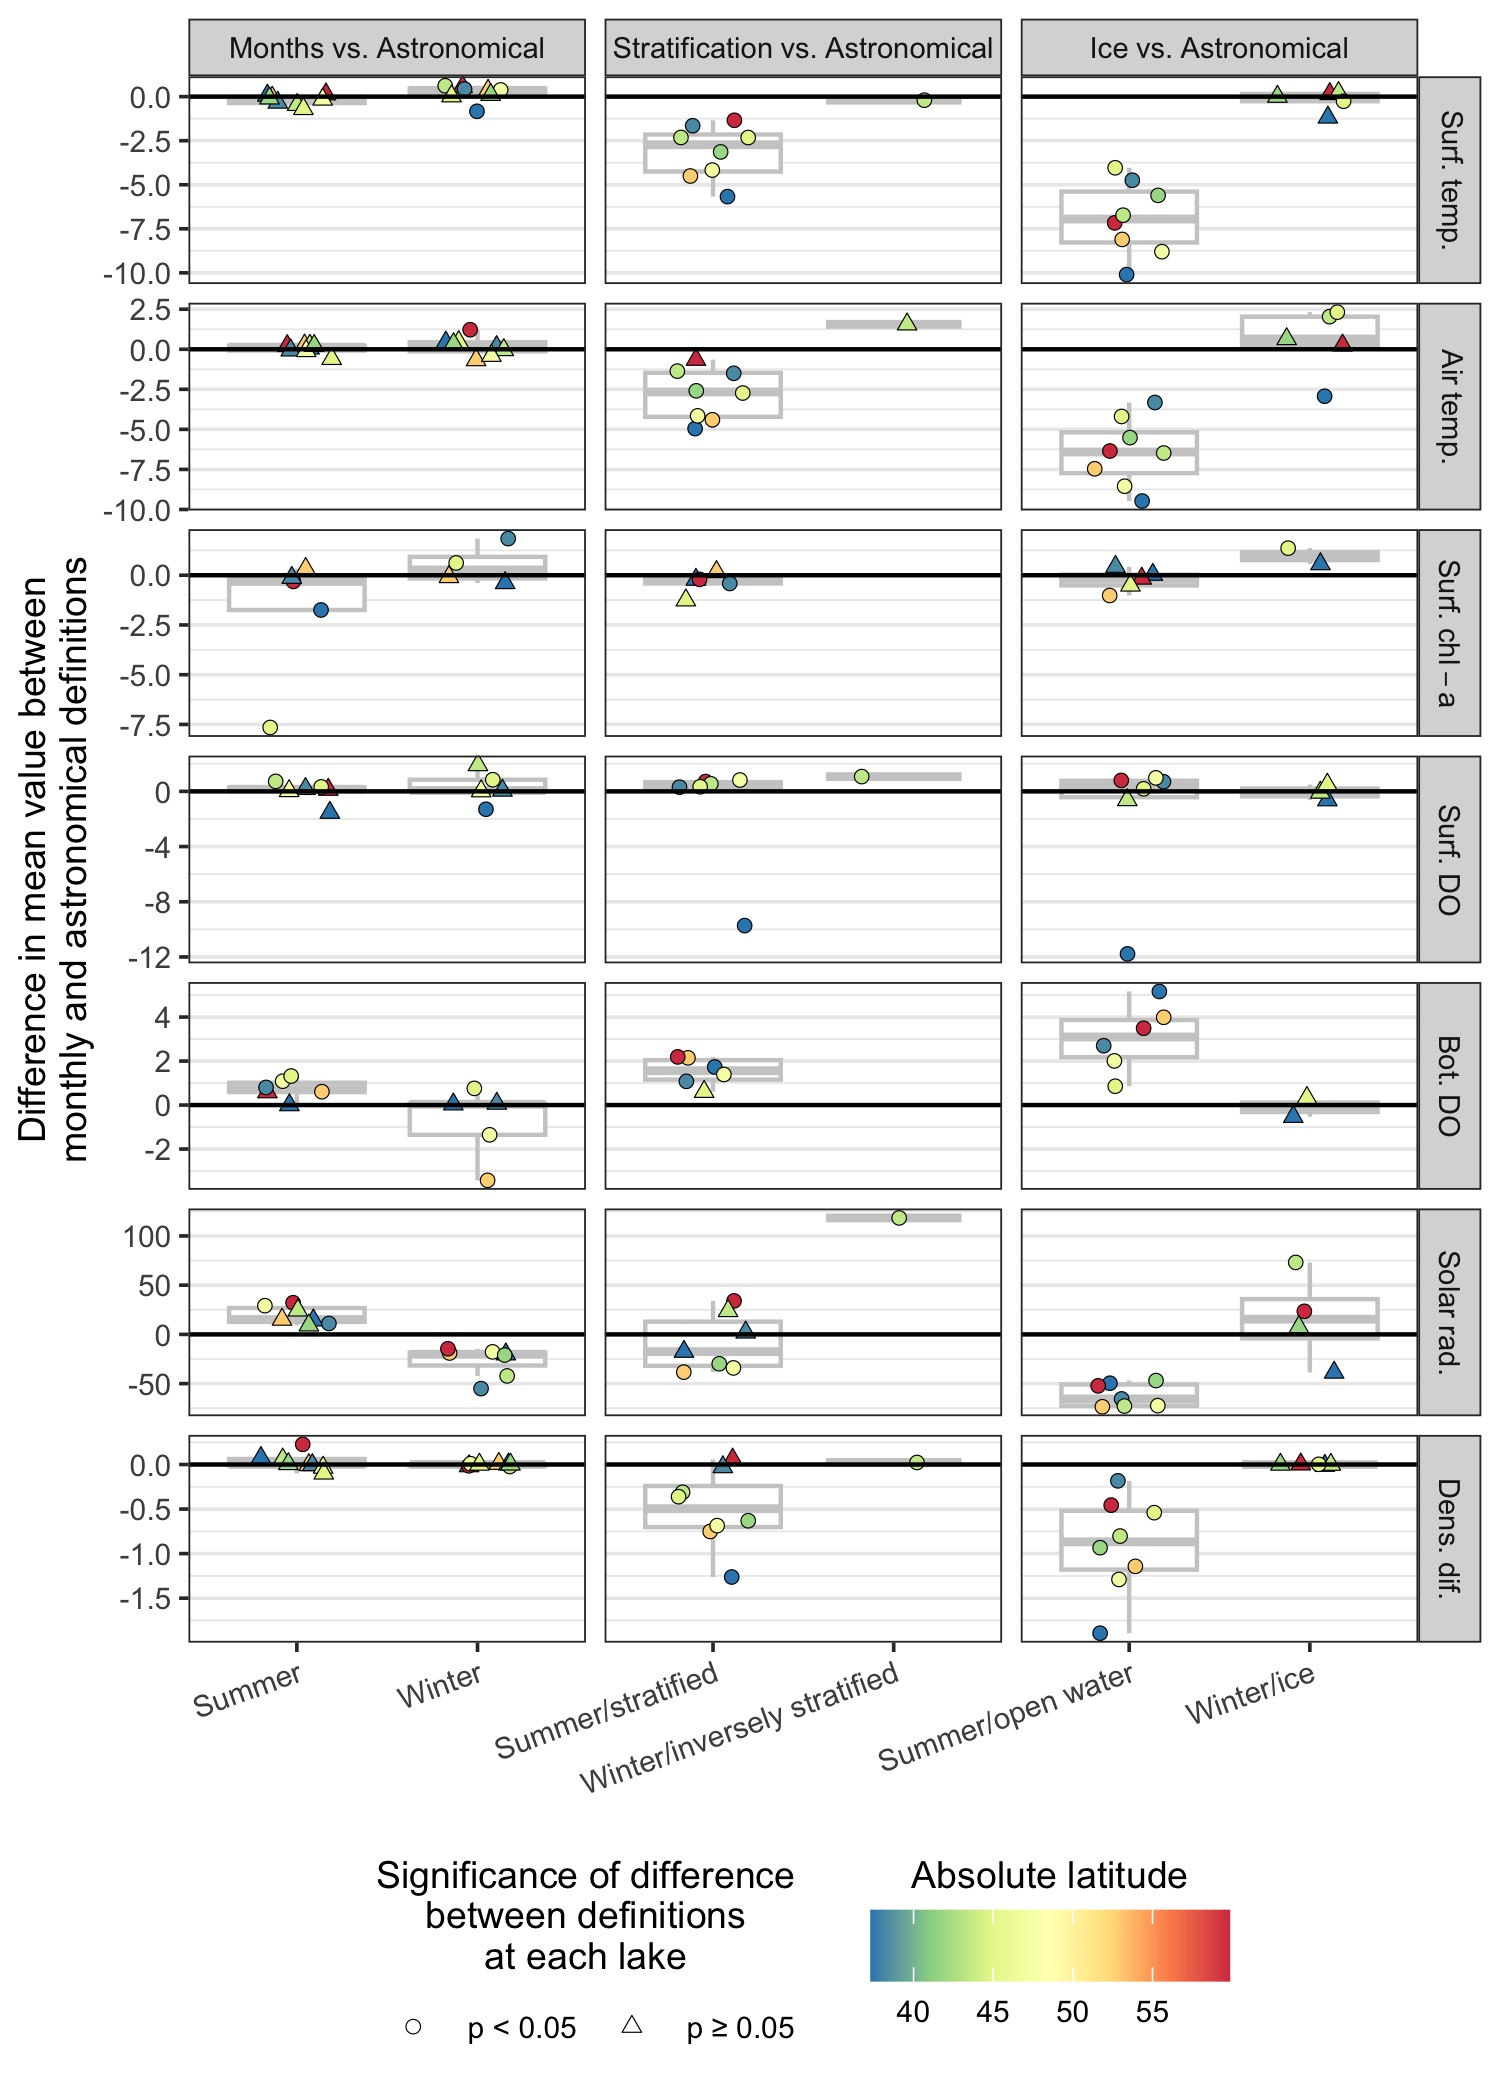 Months vs. Astronomical
Stratification vs. Astronomical
Ice vs. Astronomical
Difference in mean value between
monthly and astronomical definitions
0.0
-2.5
-5.0
-7.5
-10.0
Surf. temp.
2.5
0.0
-2.5
-5.0
-7.5
-10.0
Air temp.
0.0
-2.5
-5.0
-7.5
Surf. chl − a
0
-4
-8
-12
Surf. DO
4
2
0
-2
Bot. DO
100
50
0
-50
Solar rad.
0.0
-0.5
-1.0
-1.5
Dens. dif.
Summer
Winter
Summer/stratified
Winter/inversely stratified
Summer/open water
Winter/ice
Significance of difference
between definitions
at each lake
p < 0.05
p ≥ 0.05
Absolute latitude
40 45 50 55